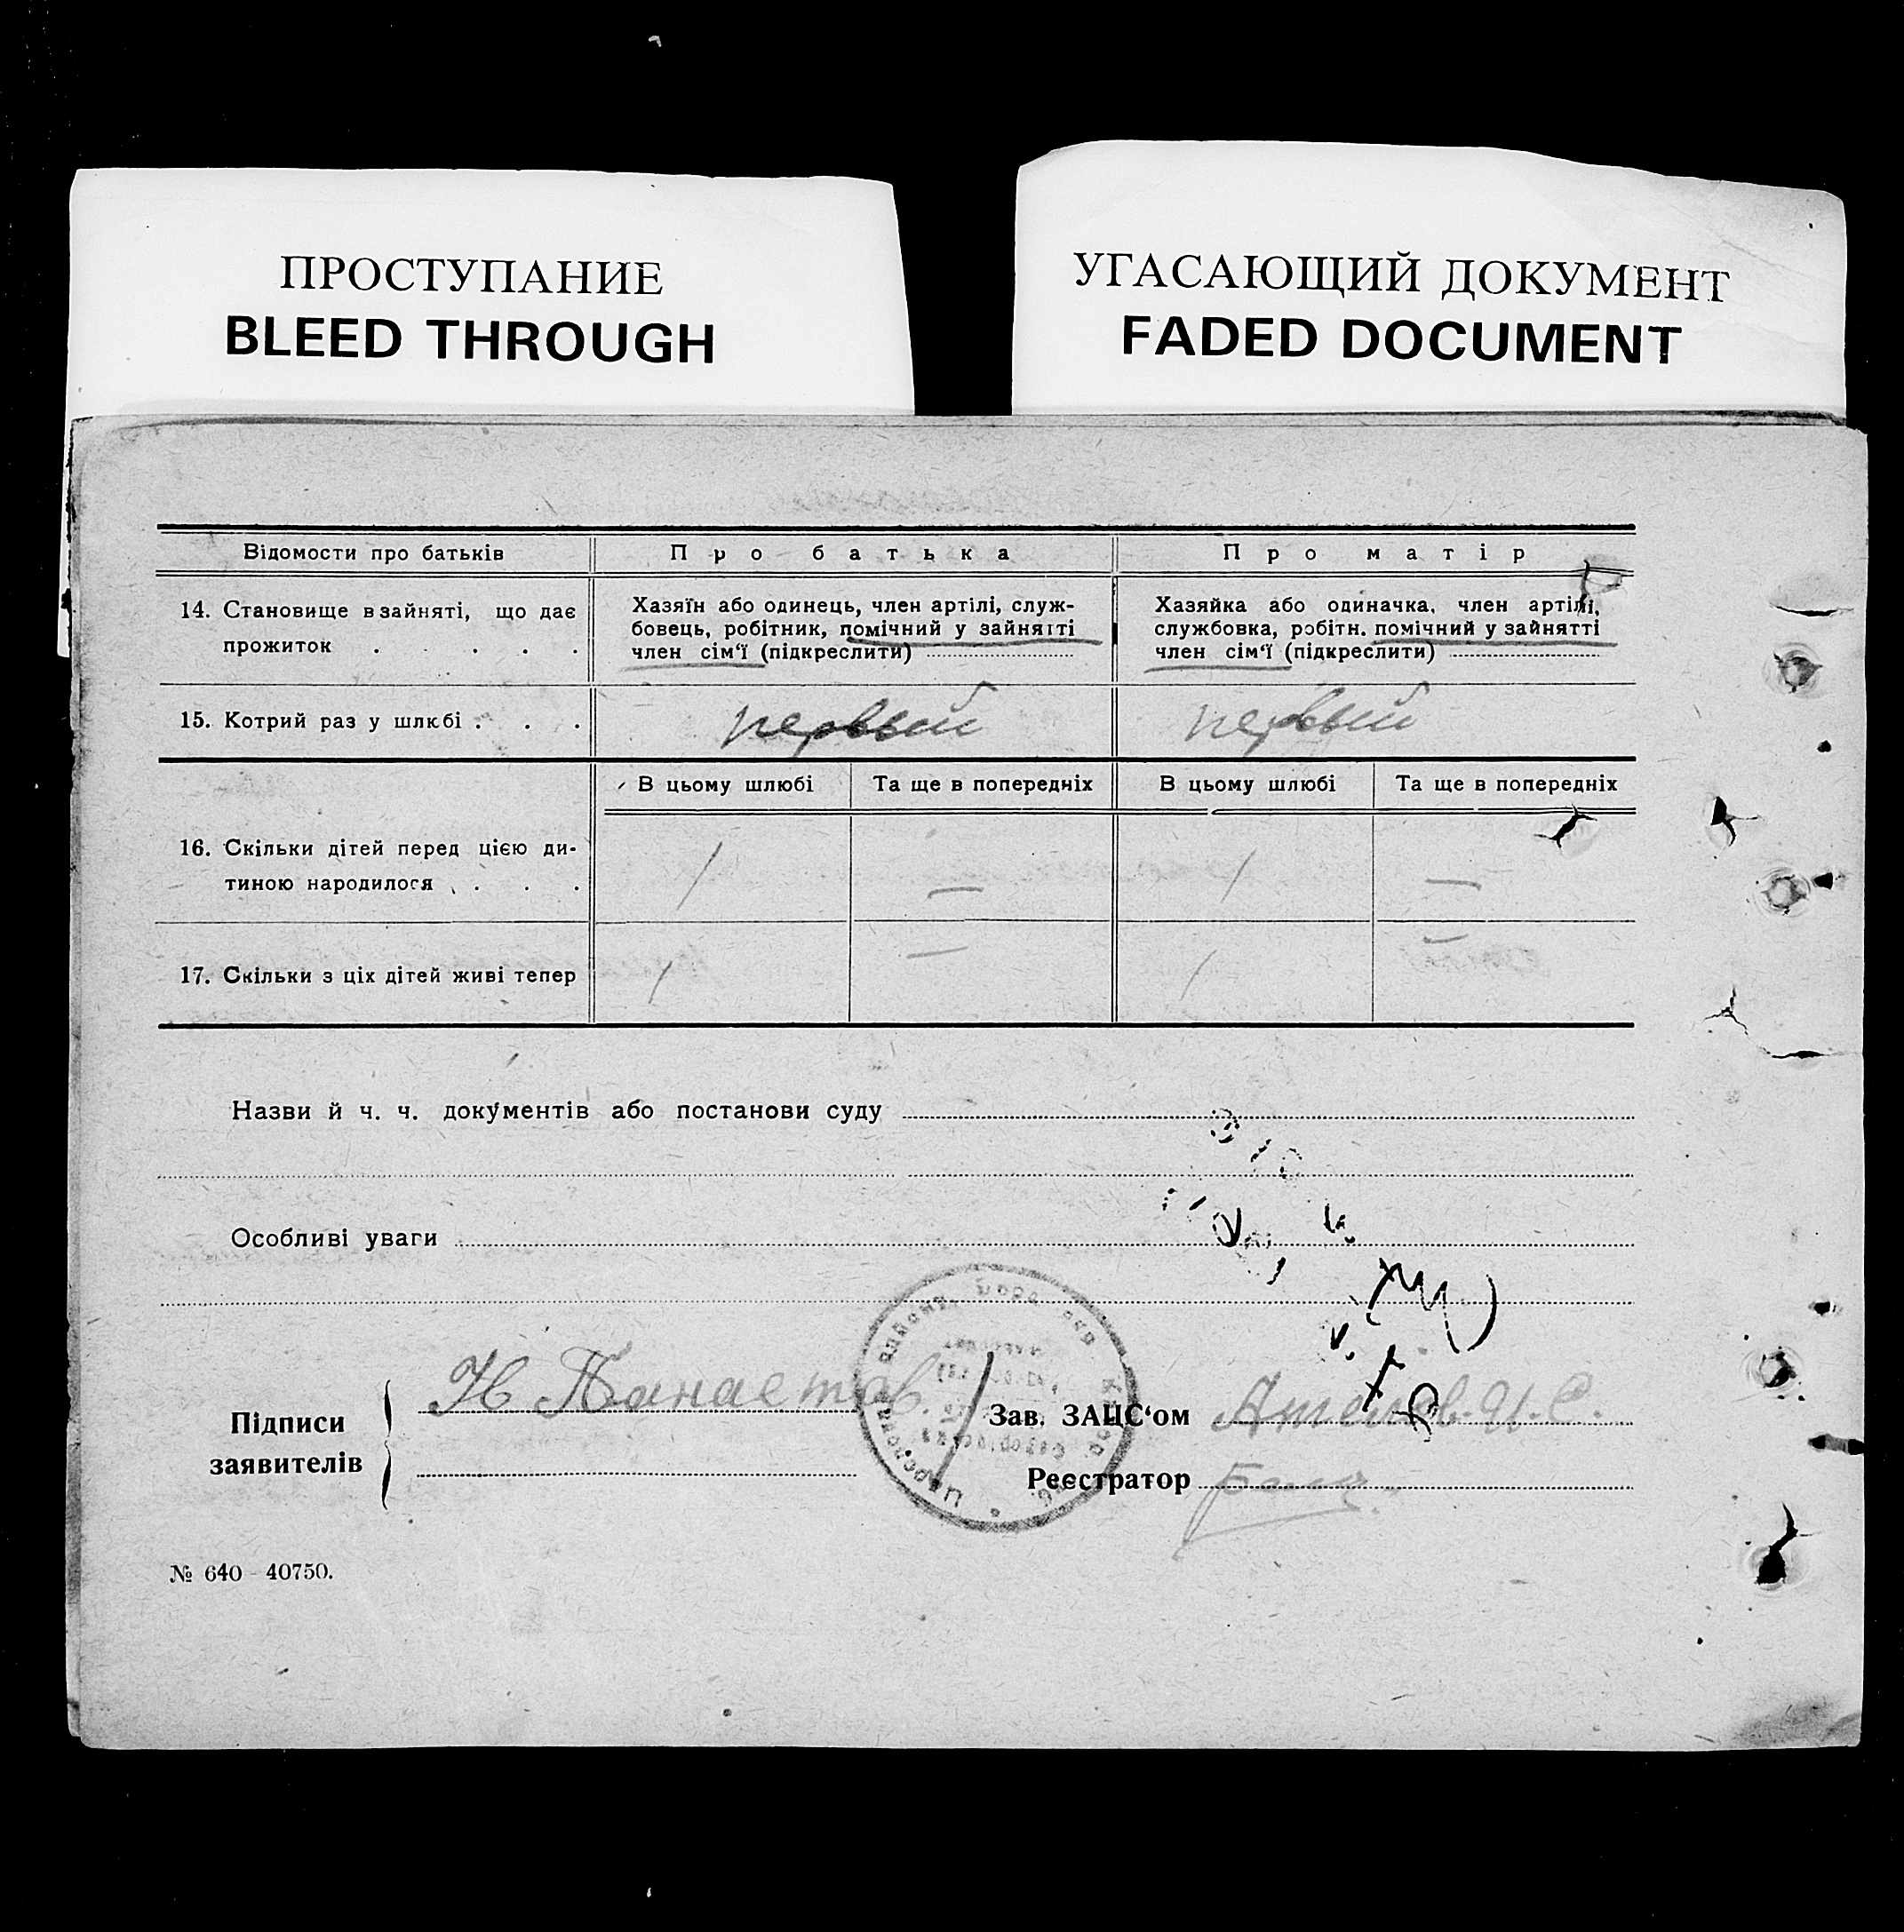 ПРОСТУПАНИЕ
BLEED THROUGH
УГАСАЮЩИЙ ДОКУМЕНТ
FADED DOCUMENT
Відомости про батьків
Про батька
Про матір
14. Становище в зайняті, що дає
прожиток . . . . .
Хазяїн або одинець, член артілі, служ-
бовець, робітник, помічний у зайнятті
член сім'ї (підкреслити)
Хазяйка або одиначка, член артілі,
службовка, робітн. помічний у зайнятті
член сім'ї (підкреслити)
15. Котрий раз у шлюбі . . .
первый
первый
В цьому шлюбі
Та ще в попередніх
В цьому шлюбі
Та ще в попередніх
16. Скільки дітей перед цією ди-
тиною народилося . . .
1
—
1
—
17. Скільки з ціх дітей живі тепер
1
—
1
—
Назви й ч. ч. документів або постанови суду
Особливі уваги
Підписи
заявителів
Зав. ЗАЦС'ом
Реєстратор
№ 640 - 40750.